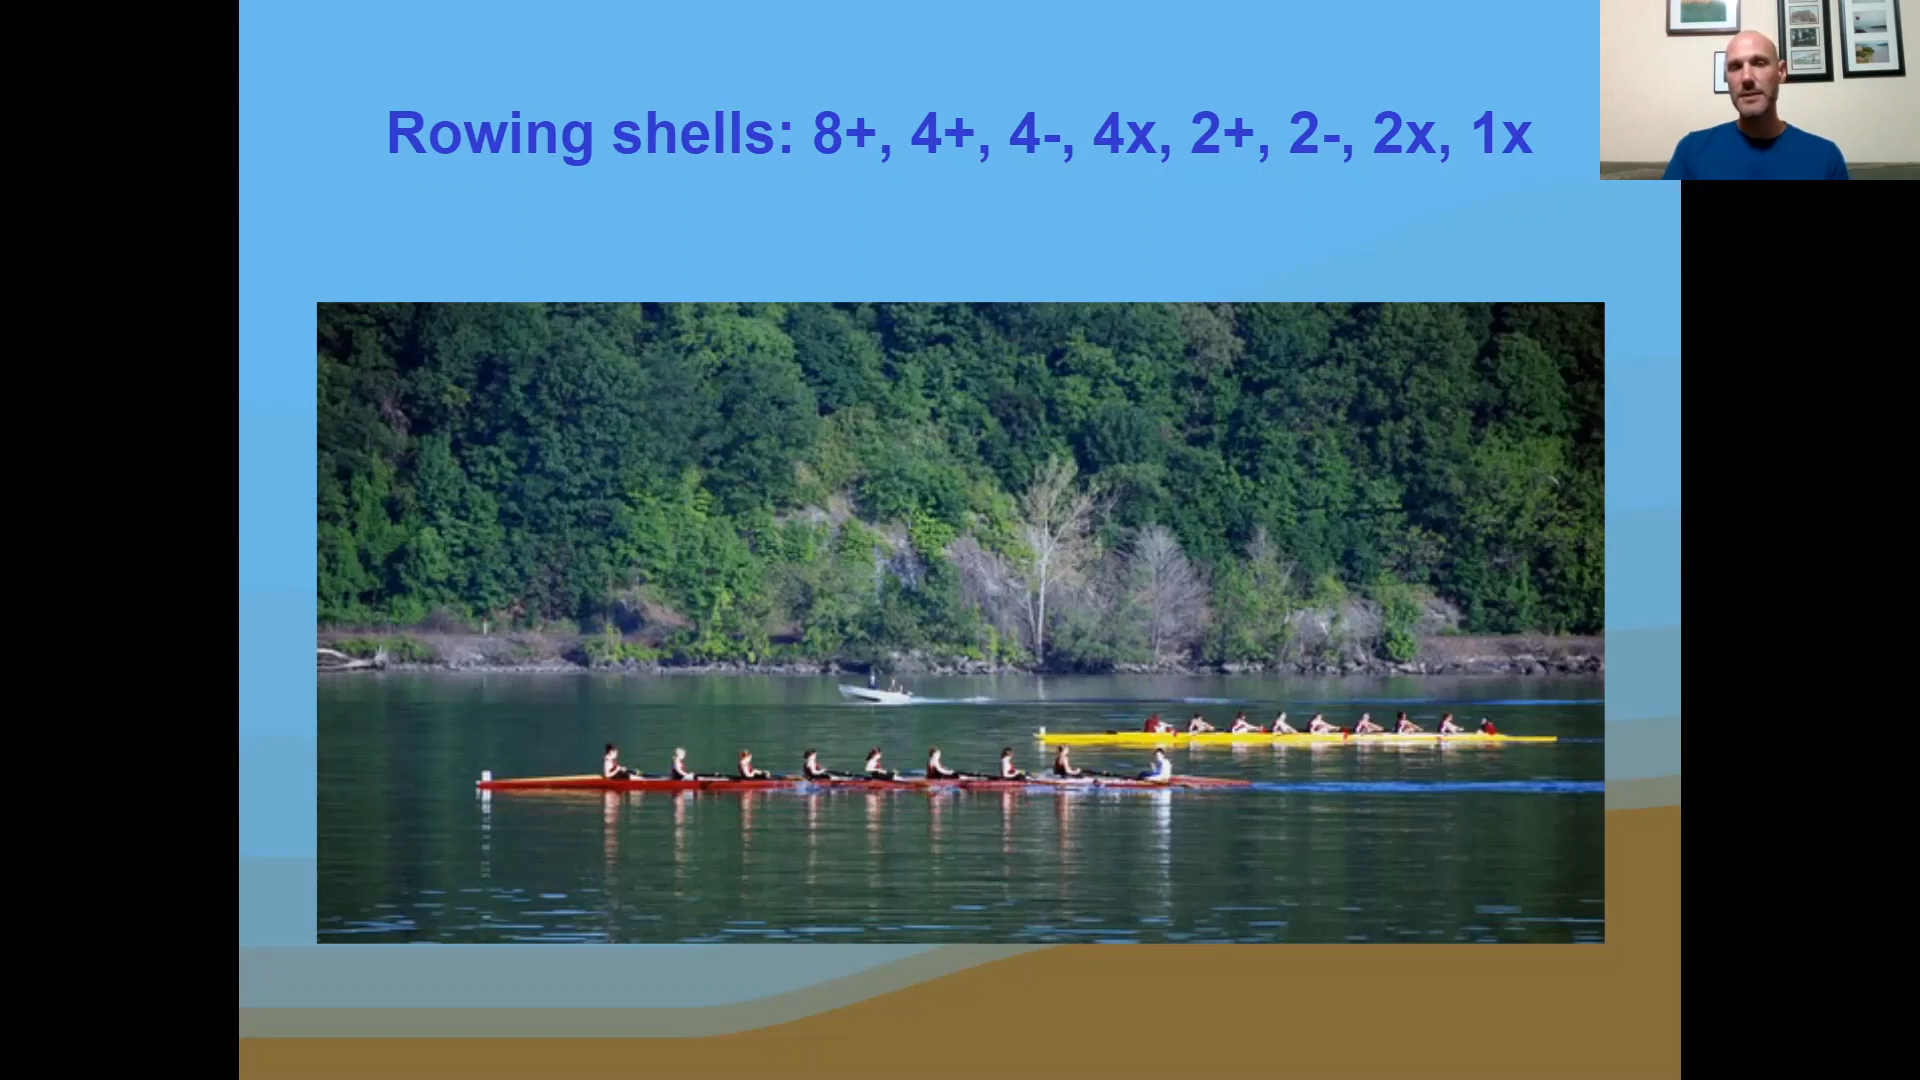 Rowing shells: 8+, 4+, 4-, 4x, 2+, 2-, 2x, 1x